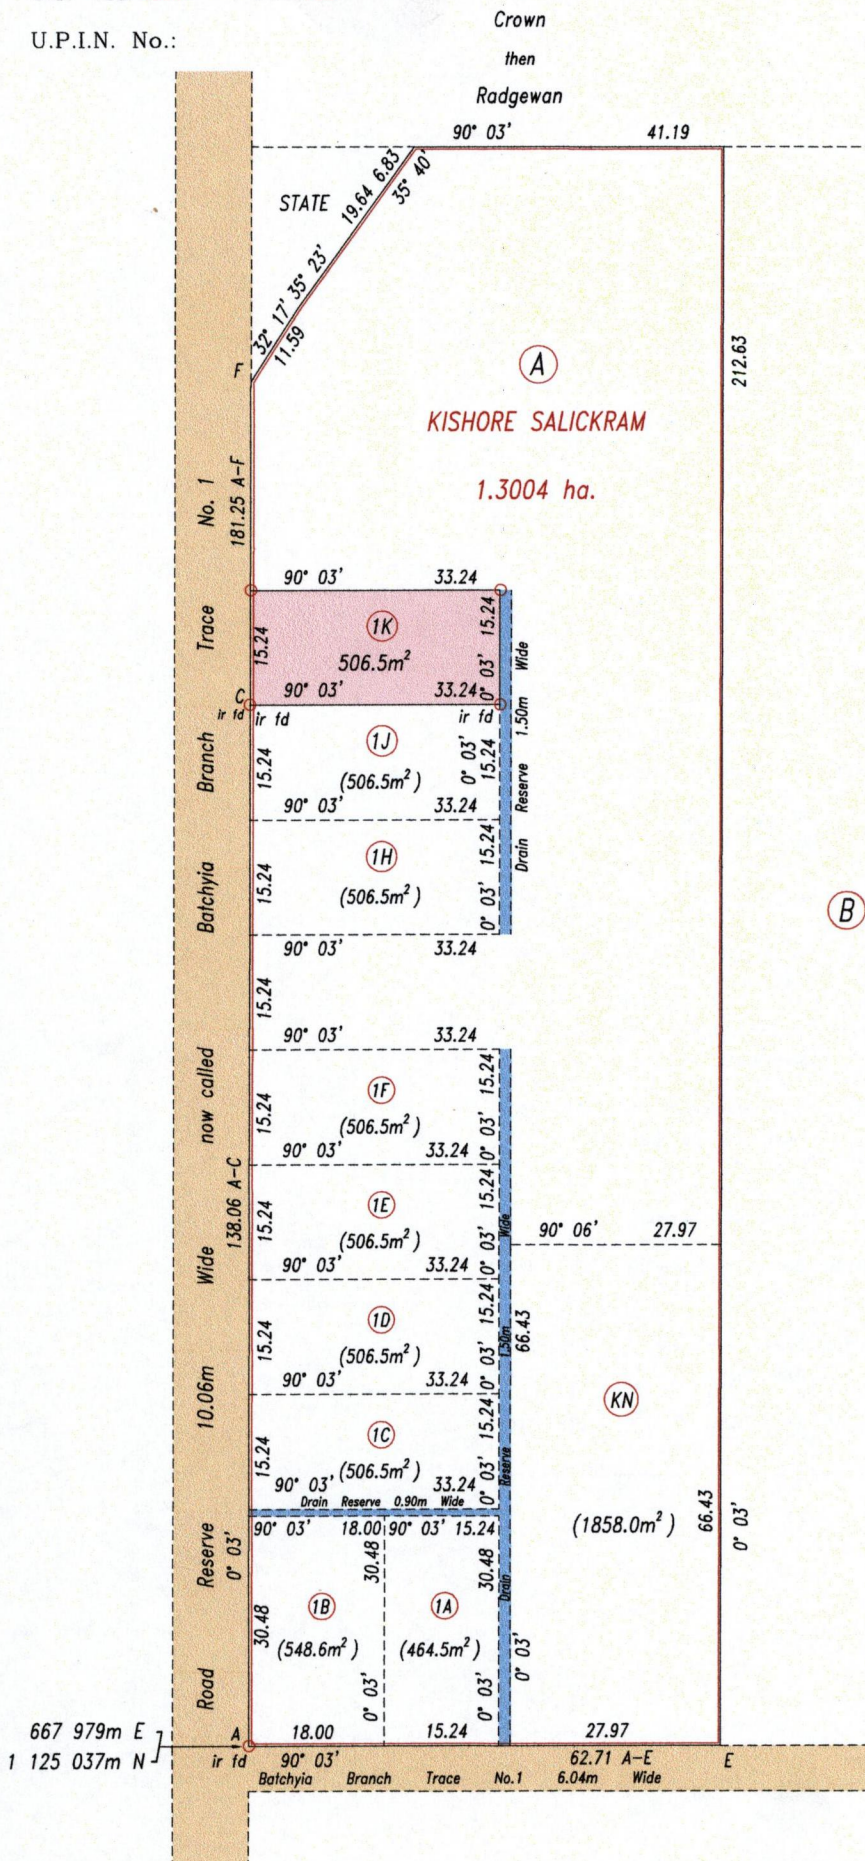 U.P.I.N. No.:
Crown
then
Radgewan
90° 03' 41.19
STATE
19.64 6.83
35° 40'
32° 17' 35° 23'
11.59
F
A
KISHORE SALICKRAM
1.3004 ha.
212.63
181.25 A-F
Road Reserve 10.06m Wide now called Batchyia Branch Trace No. 1
90° 03' 33.24
15.24
1K
506.5m²
15.24
0° 03'
90° 03' 33.24
C
ir fd
ir fd
ir fd
Drain Reserve 1.50m Wide
1J
(506.5m²)
15.24
0° 03'
15.24
90° 03' 33.24
1H
(506.5m²)
15.24
0° 03' 15.24
90° 03' 33.24
B
15.24
90° 03' 33.24
1F
(506.5m²)
15.24
0° 03' 15.24
90° 03' 33.24
138.06 A-C
1E
(506.5m²)
15.24
0° 03' 15.24
90° 03' 33.24
90° 06' 27.97
1D
(506.5m²)
15.24
0° 03' 15.24
90° 03' 33.24
66.43
Drain Reserve 1.50m Wide
KN
(1858.0m²)
66.43
0° 03'
1C
(506.5m²)
15.24
0° 03' 15.24
90° 03' 33.24
Drain Reserve 0.90m Wide
90° 03' 18.00 90° 03' 15.24
0° 03'
30.48
1B
(548.6m²)
0° 03' 30.48
1A
(464.5m²)
0° 03' 30.48
0° 03'
18.00 15.24 27.97
667 979m E
1 125 037m N
A
ir fd 90° 03' 62.71 A-E E
Batchyia Branch Trace No.1 6.04m Wide